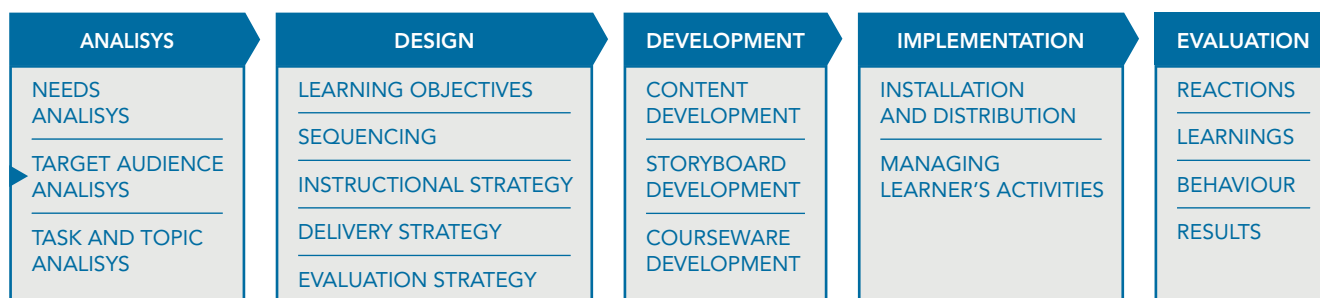 ANALISYS
NEEDS
ANALISYS
TARGET AUDIENCE
ANALISYS
TASK AND TOPIC
ANALISYS
DESIGN
LEARNING OBJECTIVES
SEQUENCING
INSTRUCTIONAL STRATEGY
DELIVERY STRATEGY
EVALUATION STRATEGY
DEVELOPMENT
CONTENT
DEVELOPMENT
STORYBOARD
DEVELOPMENT
COURSEWARE
DEVELOPMENT
IMPLEMENTATION
INSTALLATION
AND DISTRIBUTION
MANAGING
LEARNER'S ACTIVITIES
EVALUATION
REACTIONS
LEARNINGS
BEHAVIOUR
RESULTS